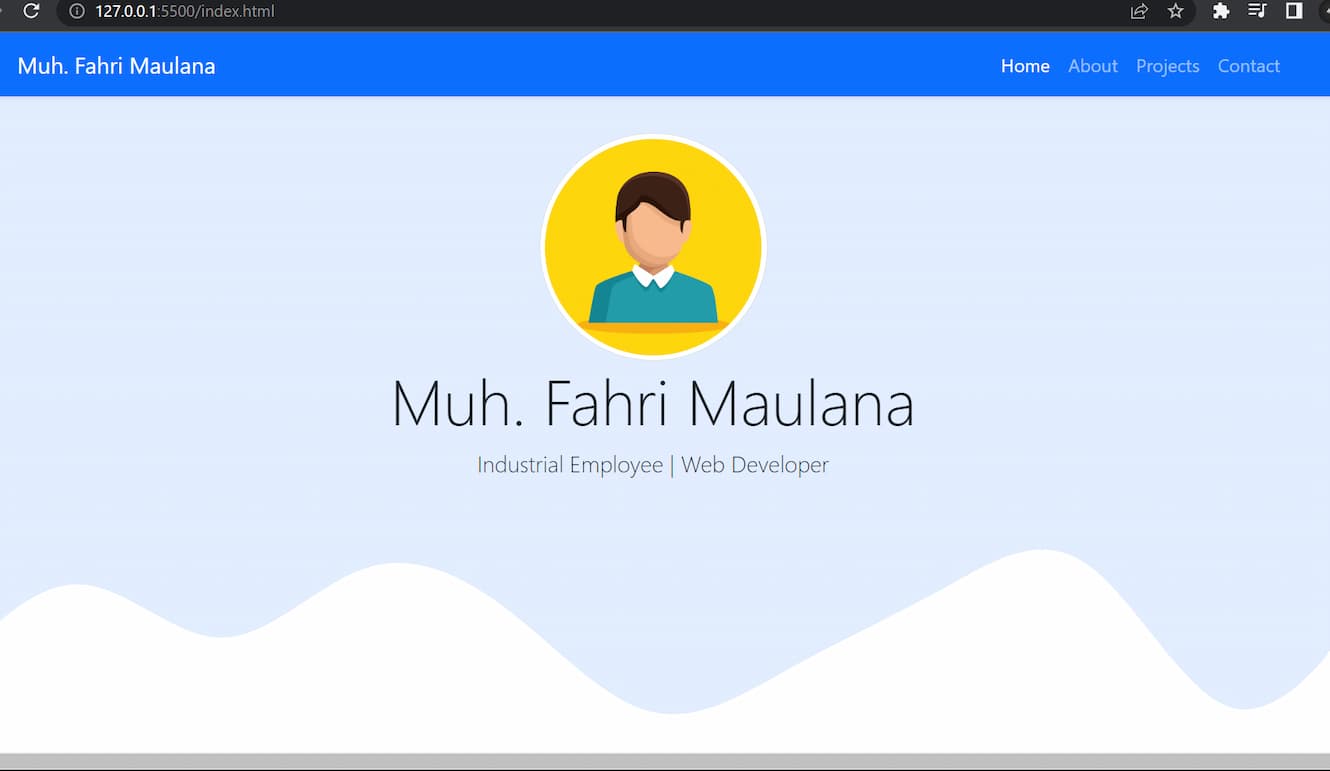 127.0.0.1:5500/index.html
Muh. Fahri Maulana Home About Projects Contact
Muh. Fahri Maulana
Industrial Employee | Web Developer